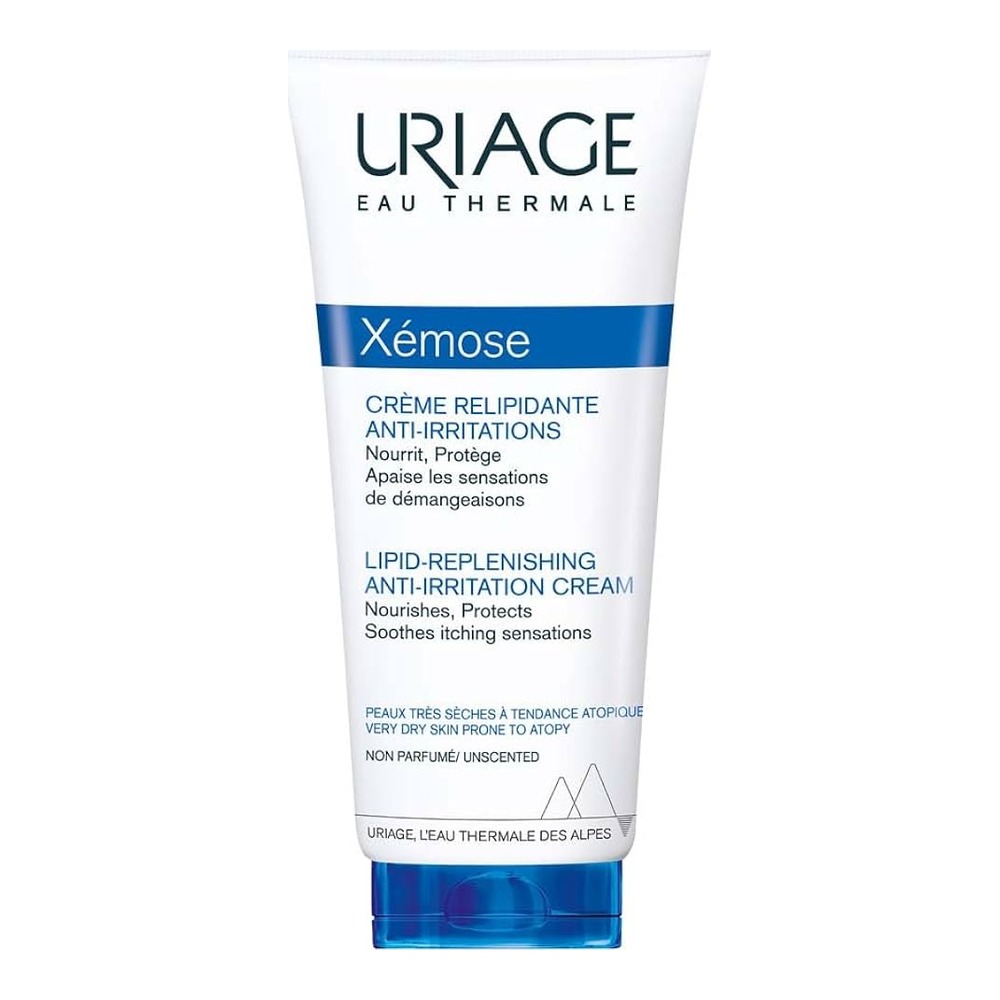 URIAGE
EAU THERMALE
Xémose
CRÈME RELIPIDANTE
ANTI-IRRITATIONS
Nourrit, Protège
Apaise les sensations
de démangeaisons
LIPID-REPLENISHING
ANTI-IRRITATION CREAM
Nourishes, Protects
Soothes itching sensations
PEAUX TRÈS SÈCHES À TENDANCE ATOPIQUE
VERY DRY SKIN PRONE TO ATOPY
NON PARFUMÉ/ UNSCENTED
URIAGE, L'EAU THERMALE DES ALPES